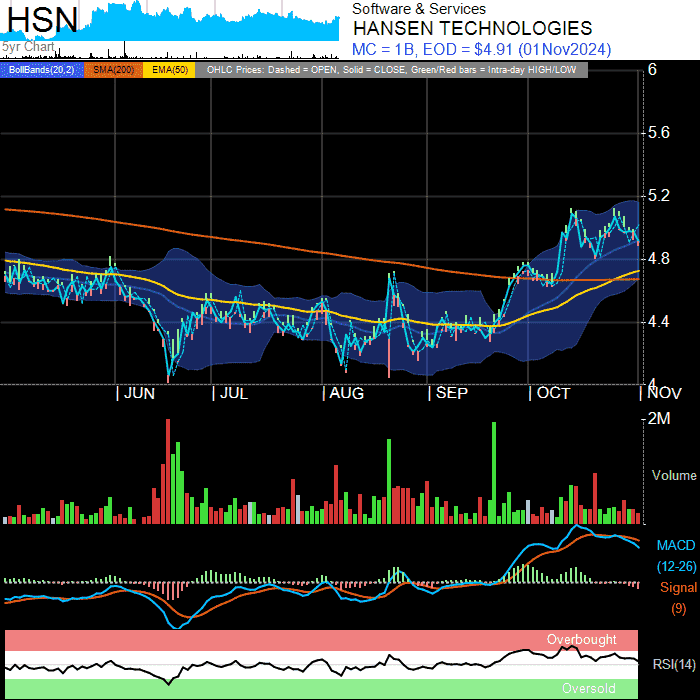 HSN
5yr Chart
Software & Services
HANSEN TECHNOLOGIES
MC = 1B, EOD = $4.91 (01Nov2024)
BollBands(20,2) SMA(200) EMA(50) OHLC Prices: Dashed = OPEN, Solid = CLOSE, Green/Red bars = Intra-day HIGH/LOW
6
5.6
5.2
4.8
4.4
4
JUN JUL AUG SEP OCT NOV
2M
Volume
MACD
(12-26)
Signal
(9)
Overbought
RSI(14)
Oversold